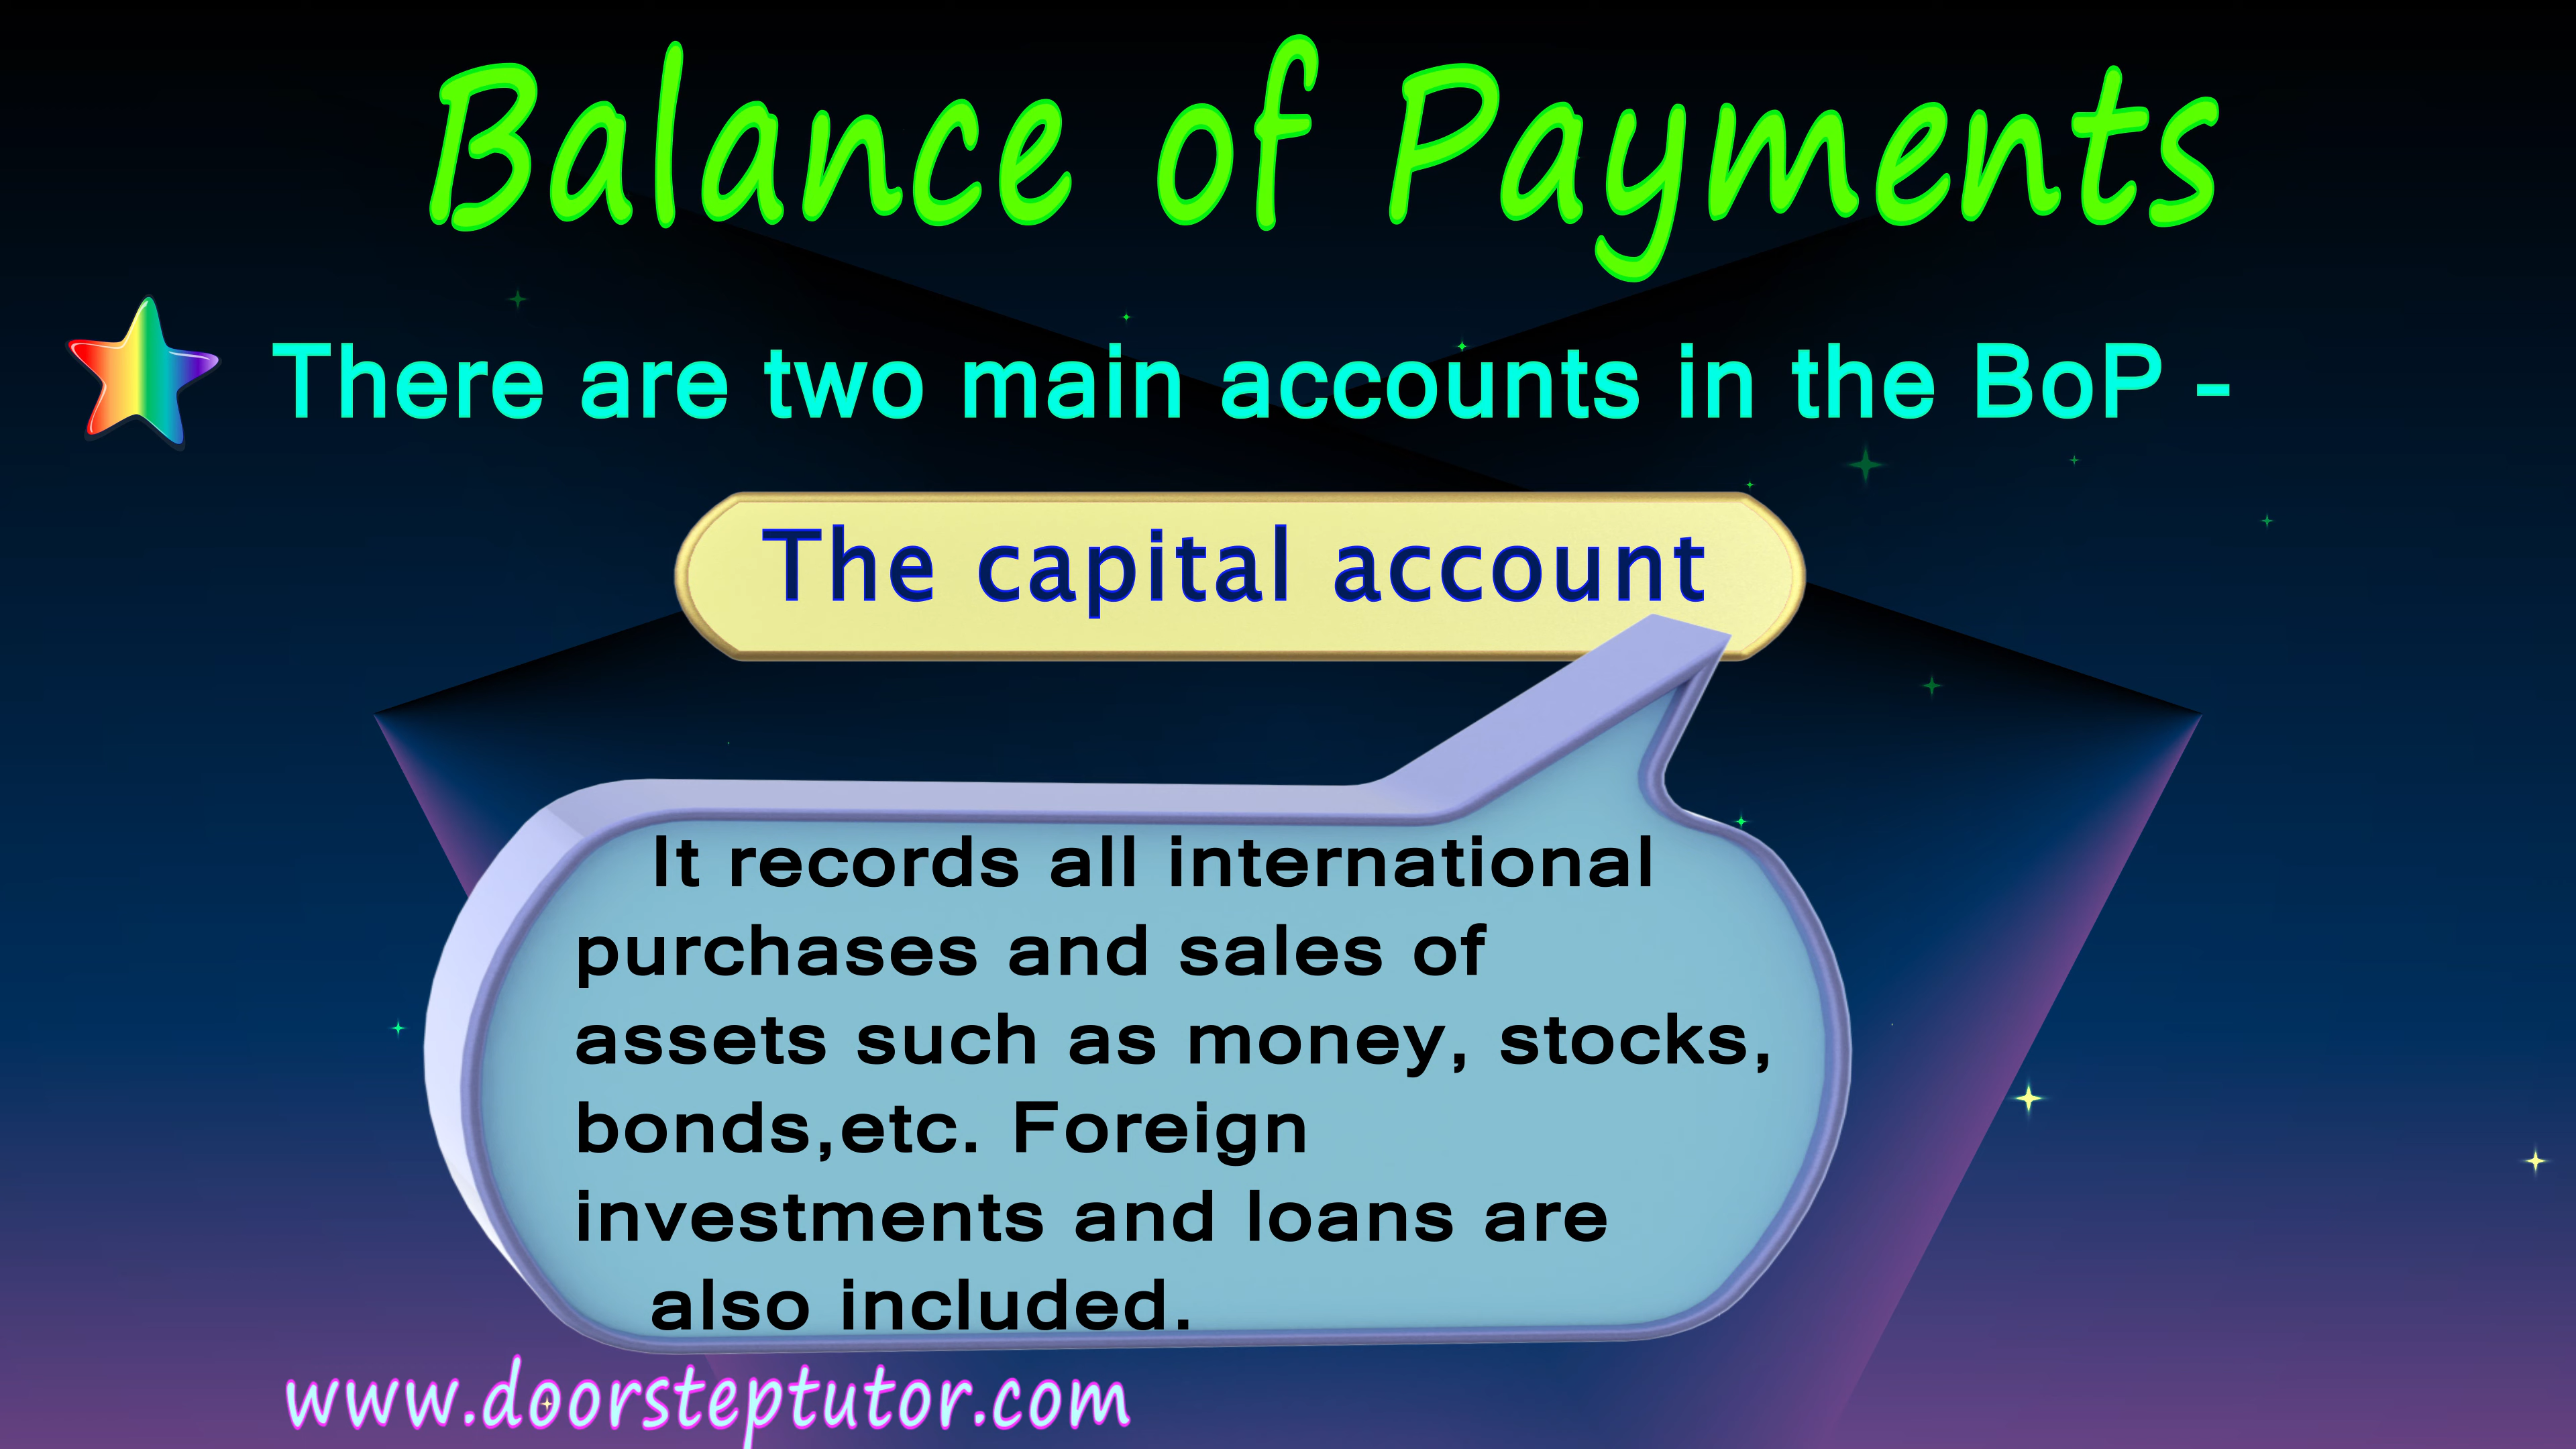 Balance of Payments
There are two main accounts in the BoP -
The capital account
It records all international
purchases and sales of
assets such as money, stocks,
bonds,etc. Foreign
investments and loans are
also included.
www.doorsteptutor.com